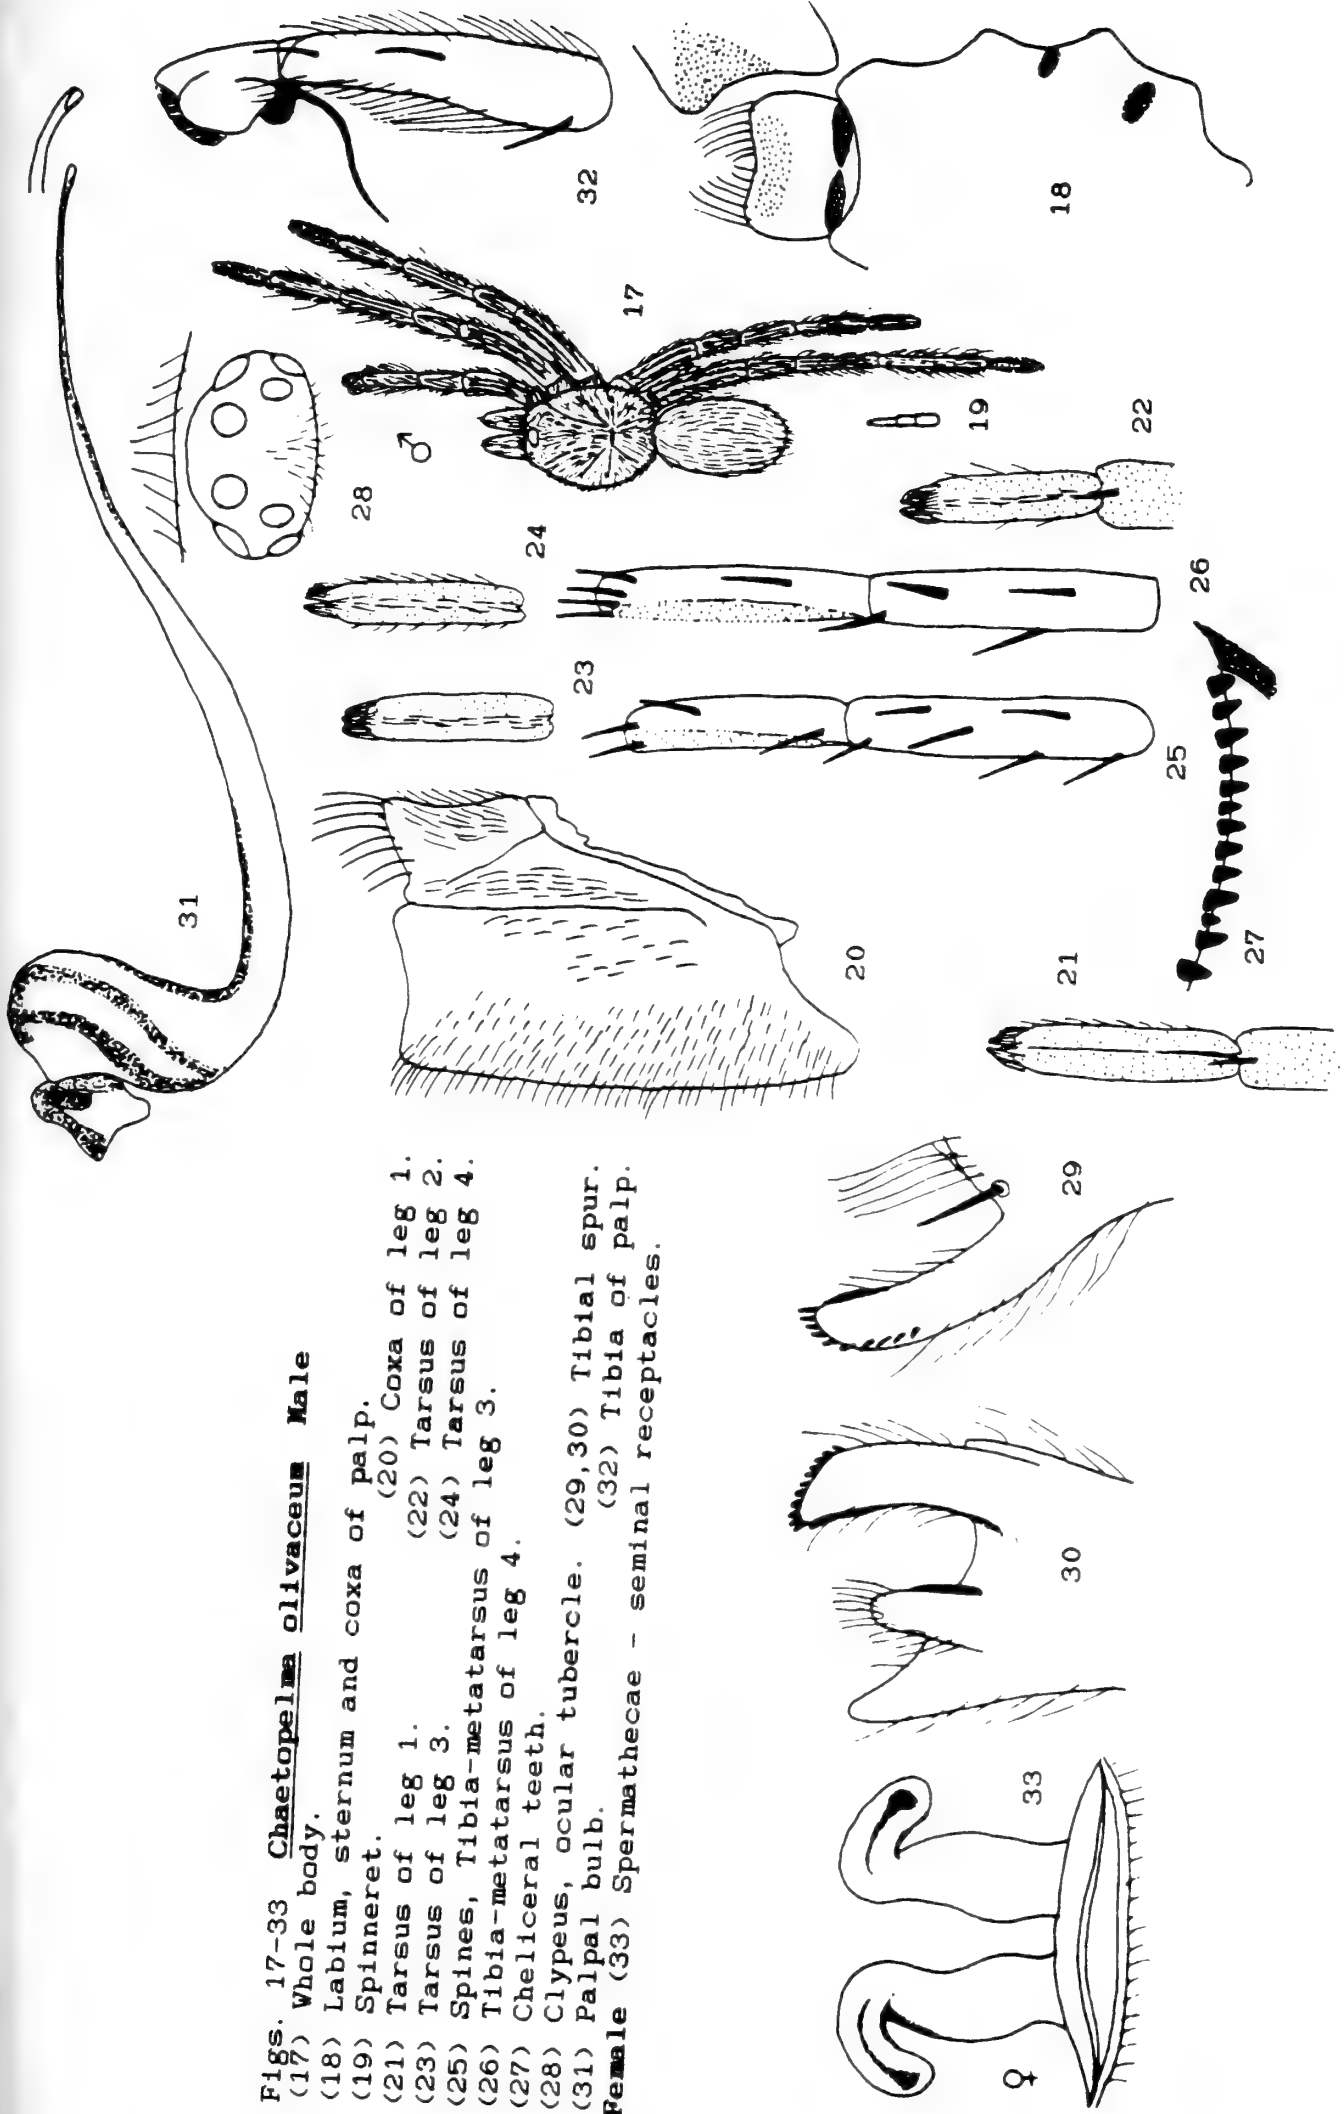 Figs. 17-33 Chaetopelma olivaceum Male
(17) Whole body.
(18) Labium, sternum and coxa of palp.
(19) Spinneret. (20) Coxa of leg 1.
(21) Tarsus of leg 1. (22) Tarsus of leg 2.
(23) Tarsus of leg 3. (24) Tarsus of leg 4.
(25) Spines, Tibia-metatarsus of leg 3.
(26) Tibia-metatarsus of leg 4.
(27) Cheliceral teeth.
(28) Clypeus, ocular tubercle. (29,30) Tibial spur.
(31) Palpal bulb. (32) Tibia of palp.
Female (33) Spermathecae - seminal receptacles.
31
28
♂
32
17
18
24
19
22
23
26
25
20
21
27
29
30
33
♀